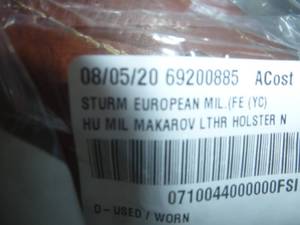 08/05/20 69200885 ACost
STURM EUROPEAN MIL.(FE (YC)
HU MIL MAKAROV LTHR HOLSTER N
0710044000000FSI
D-USED / WORN